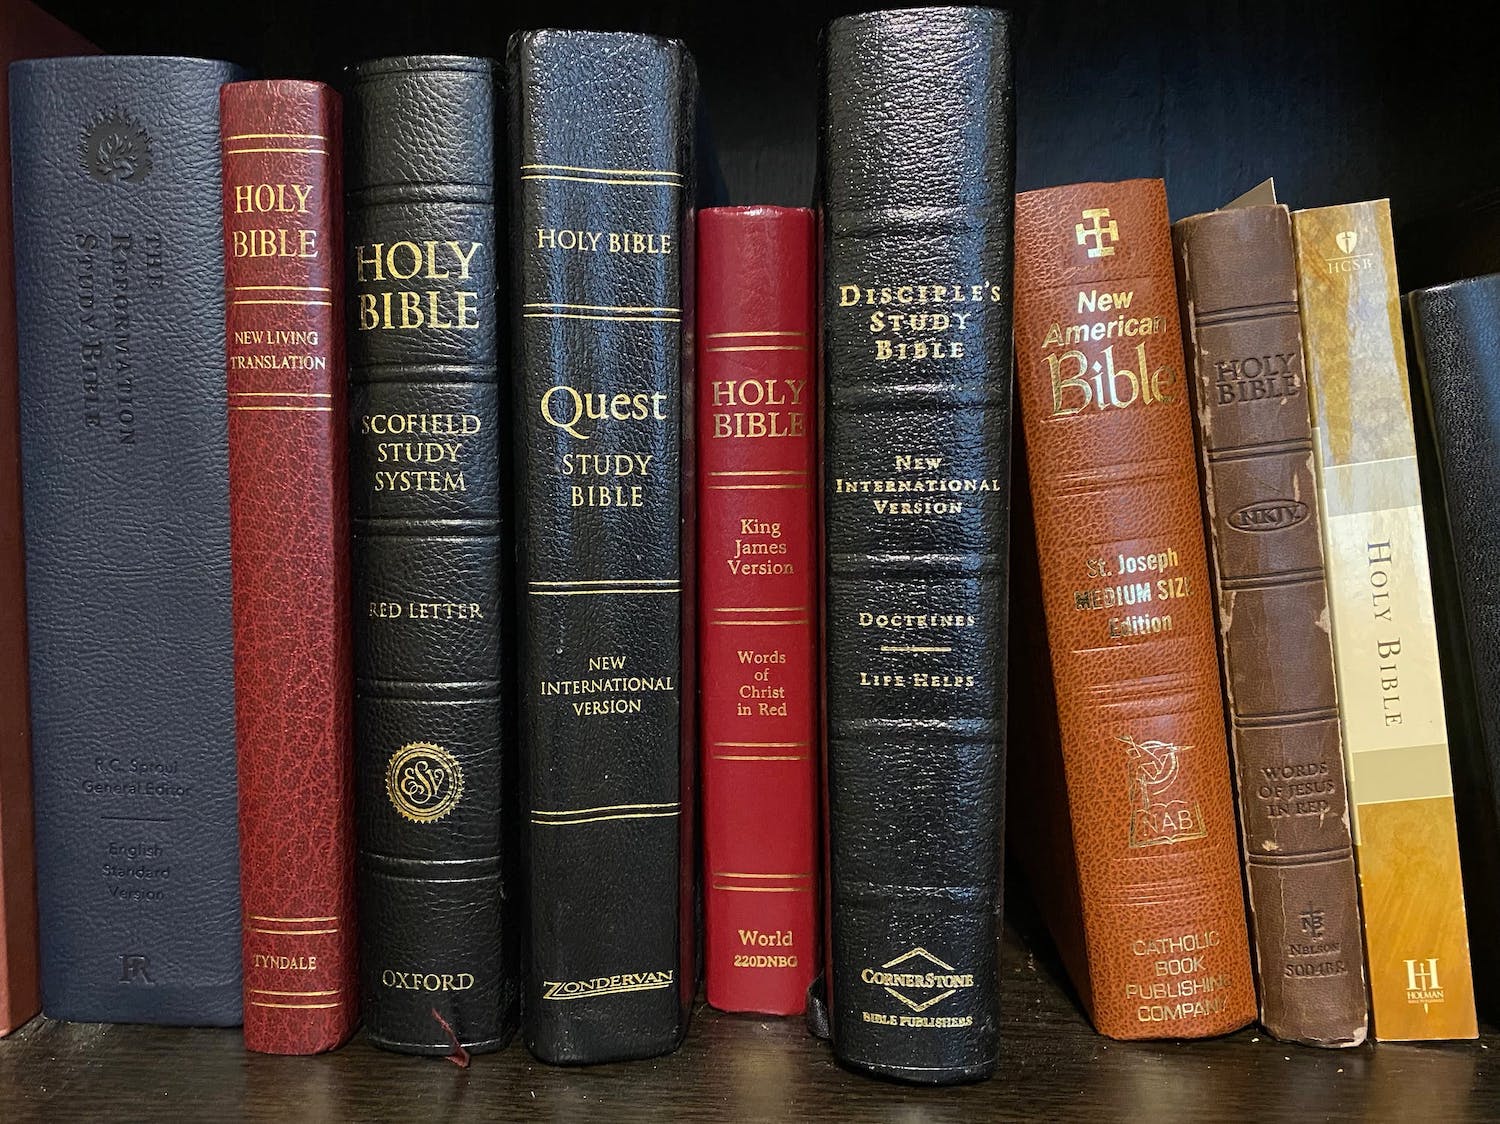 THE
REFORMATION
STUDY BIBLE
R.C. Sproul
General Editor
English
Standard
Version
HOLY
BIBLE
NEW LIVING
TRANSLATION
TYNDALE
HOLY
BIBLE
SCOFIELD
STUDY
SYSTEM
RED LETTER
ESV
OXFORD
HOLY BIBLE
Quest
STUDY
BIBLE
NEW
INTERNATIONAL
VERSION
ZONDERVAN
HOLY
BIBLE
King
James
Version
Words
of
Christ
in Red
World
220DNBG
DISCIPLE'S
STUDY
BIBLE
NEW
INTERNATIONAL
VERSION
DOCTRINES
LIFE HELPS
CORNERSTONE
BIBLE PUBLISHERS
New
American
Bible
St. Joseph
MEDIUM SIZE
Edition
NAB
CATHOLIC
BOOK
PUBLISHING
COMPANY
HOLY
BIBLE
NKJV
WORDS
OF JESUS
IN RED
NELSON
5004BR
HCSB
HOLY BIBLE
HOLMAN